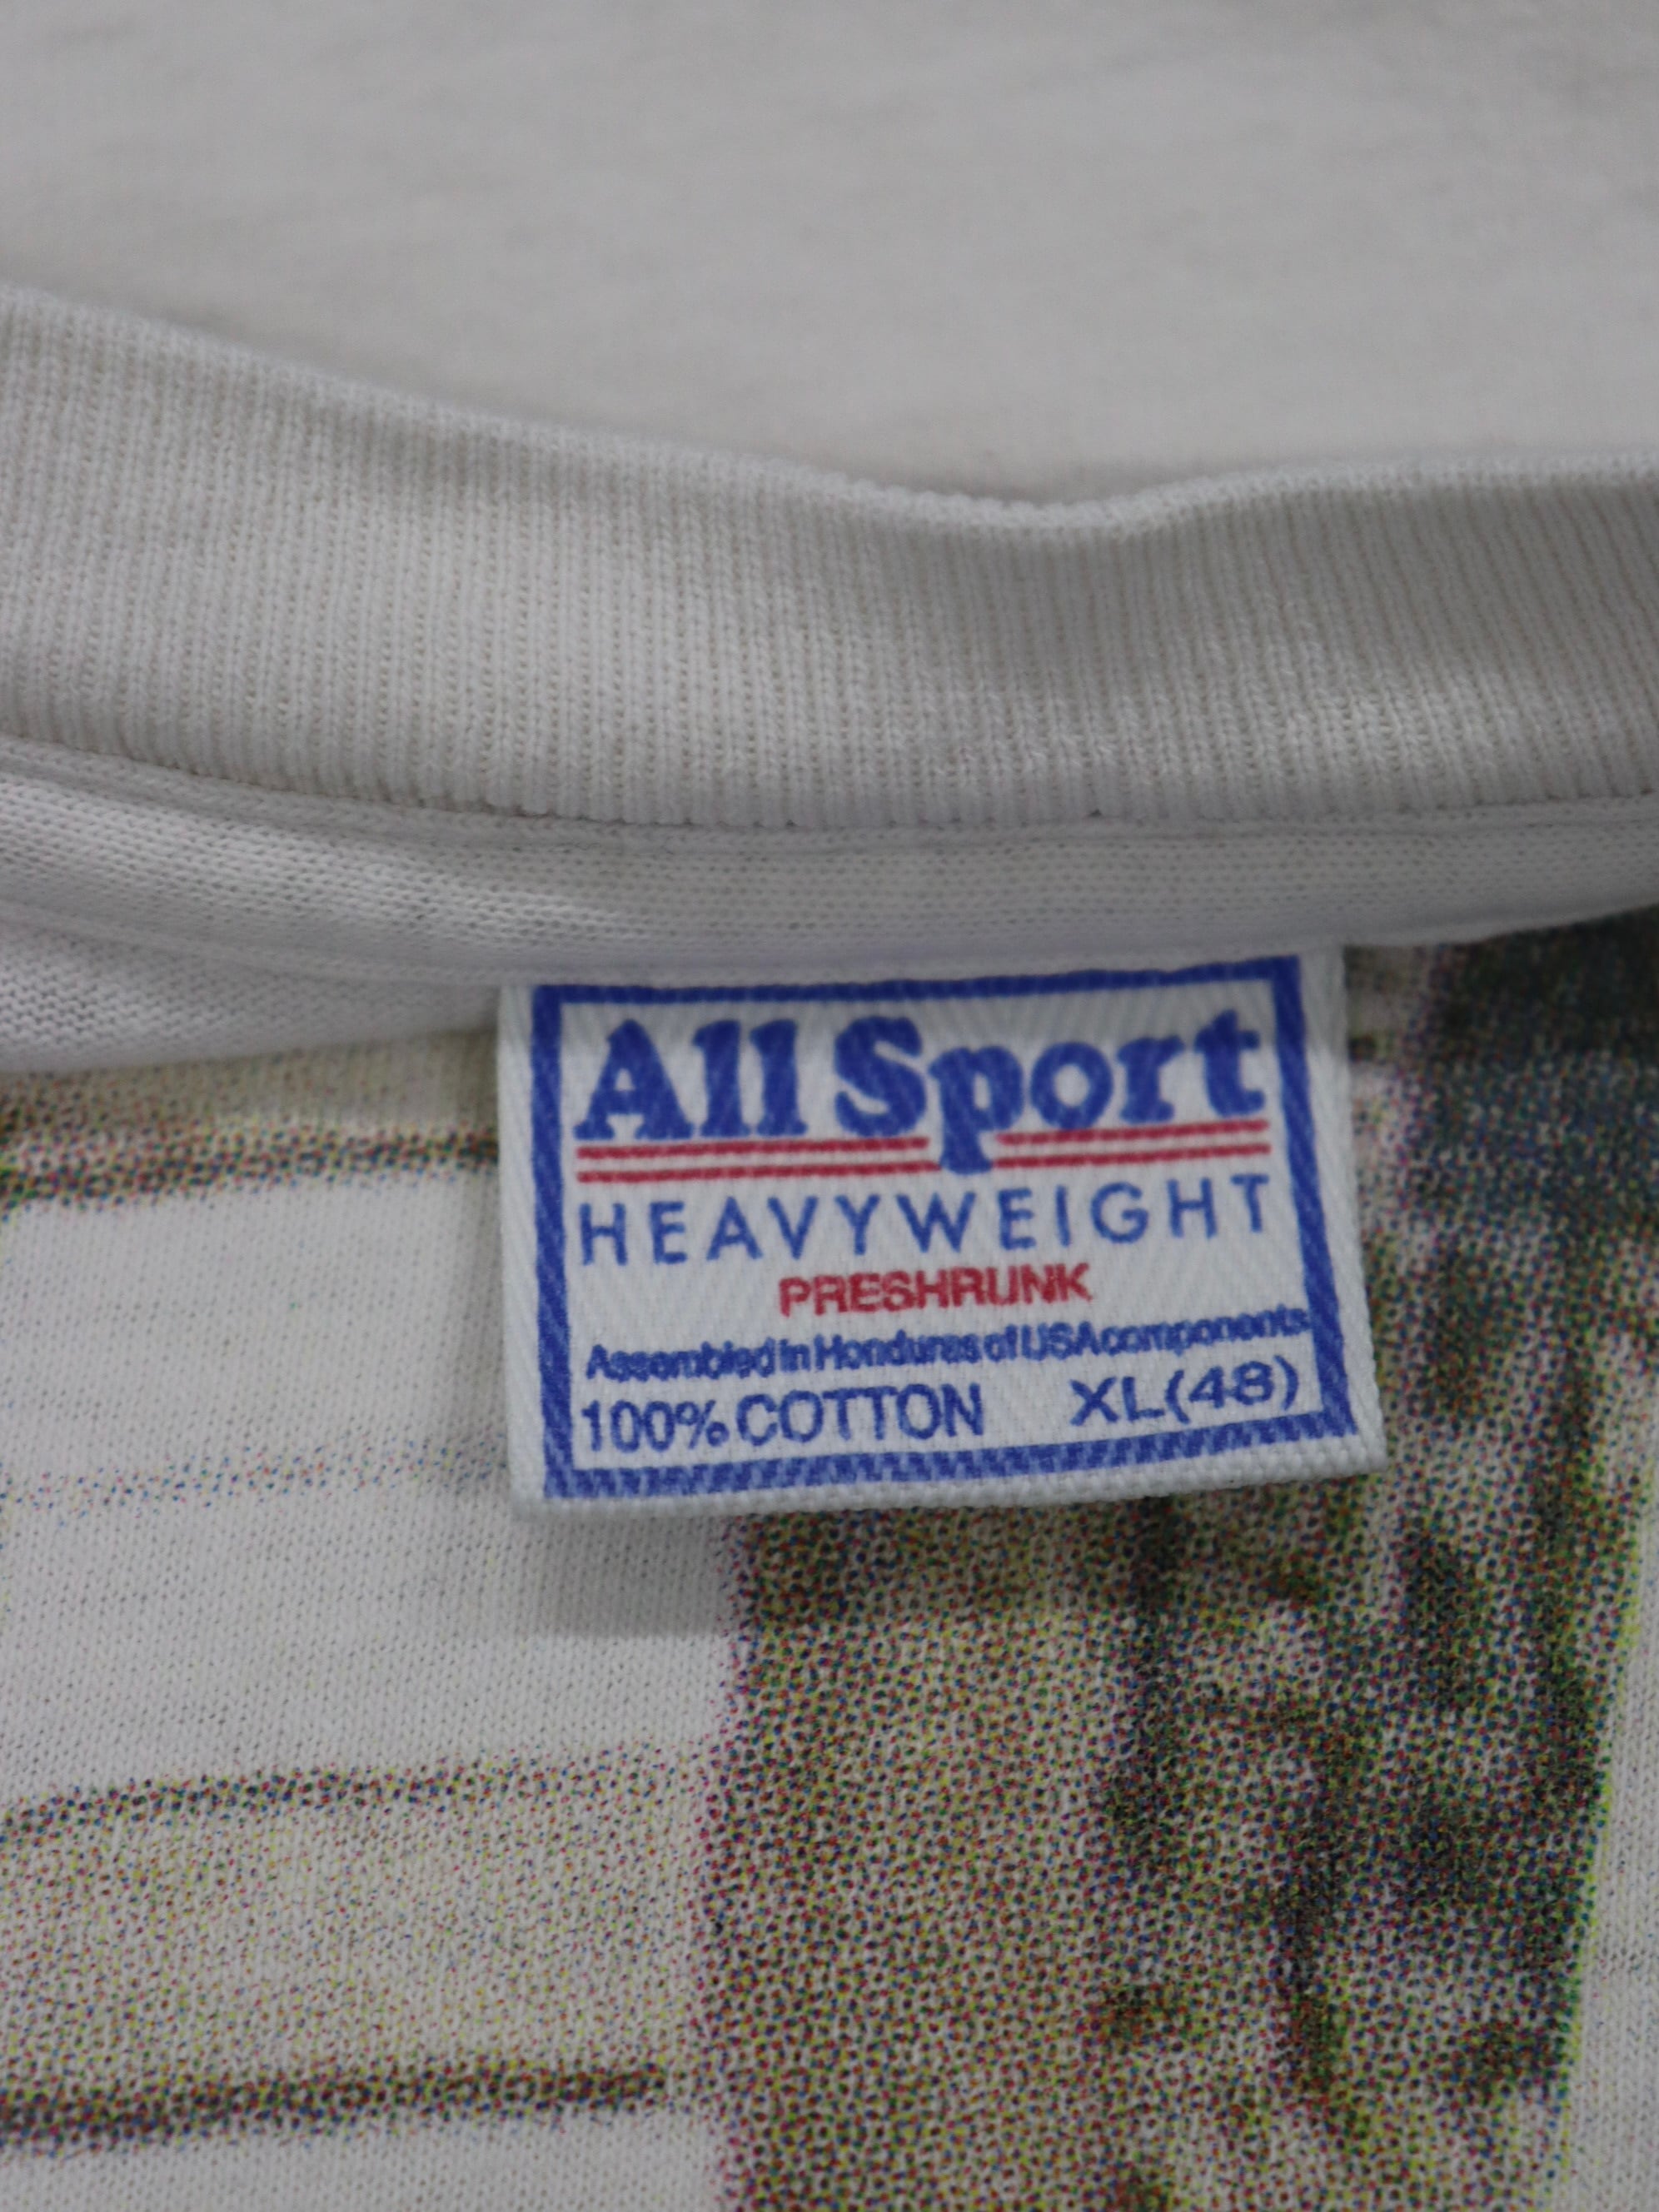 All Sport
HEAVYWEIGHT
PRESHRUNK
Assembled in Honduras of USA components
100% COTTON XL(48)